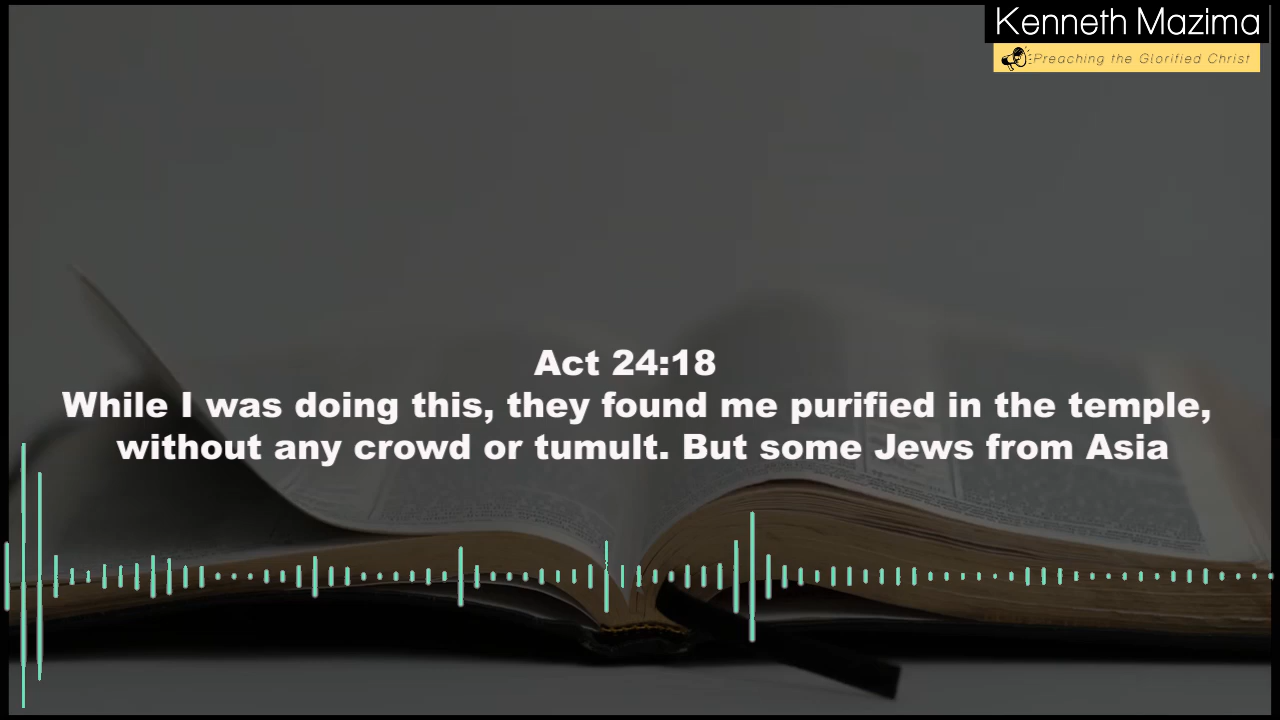 Kenneth Mazima
Preaching the Glorified Christ
Act 24:18
While I was doing this, they found me purified in the temple,
without any crowd or tumult. But some Jews from Asia